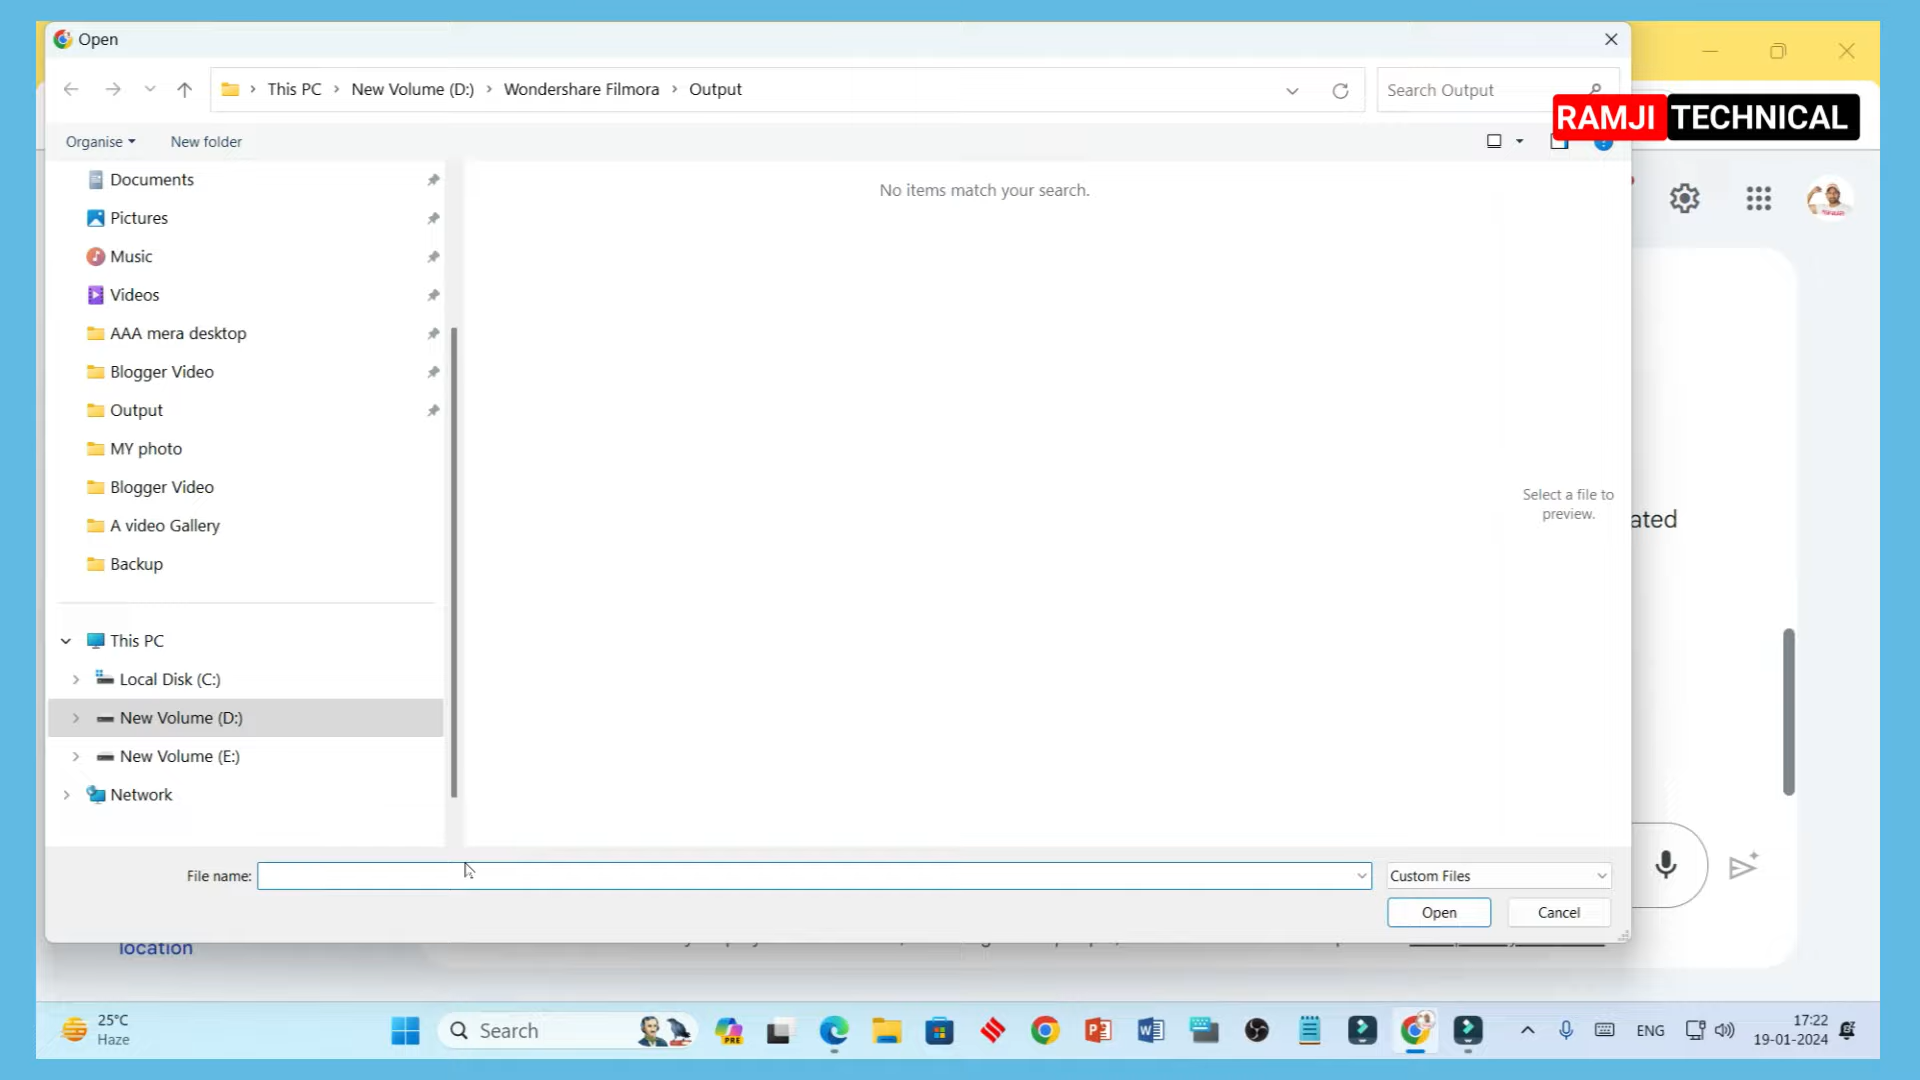 Open
This PC > New Volume (D:) > Wondershare Filmora > Output
Search Output
RAMJI TECHNICAL
Organise
New folder
Documents
Pictures
Music
Videos
AAA mera desktop
Blogger Video
Output
MY photo
Blogger Video
A video Gallery
Backup
This PC
Local Disk (C:)
New Volume (D:)
New Volume (E:)
Network
No items match your search.
Select a file to
preview.
ated
File name:
Custom Files
Open
Cancel
location
25°C
Haze
Search
PRE
ENG
17:22
19-01-2024